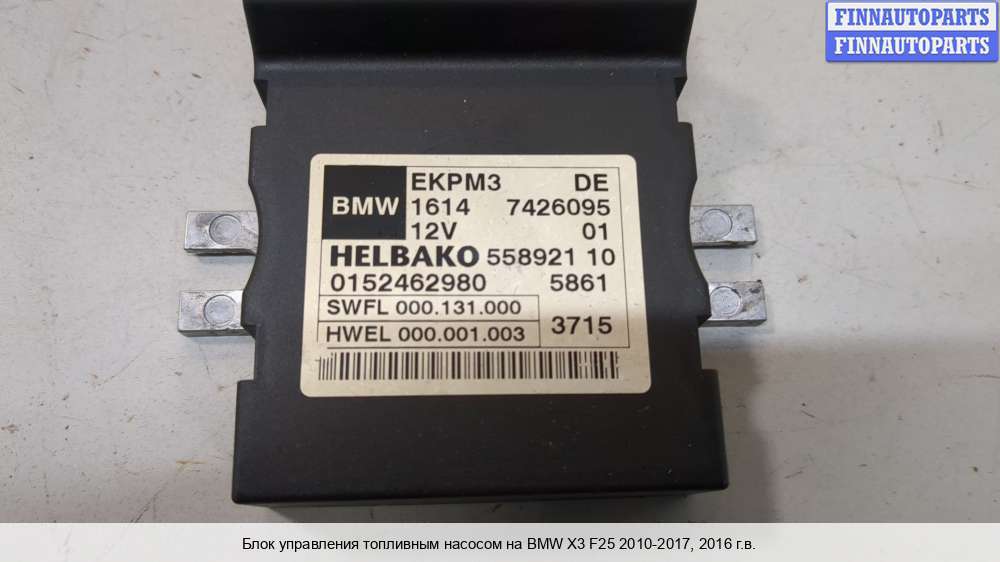 FINNAUTOPARTS
FINNAUTOPARTS
BMW
EKPM3 DE
1614 7426095
12V 01
HELBAKO 558921 10
0152462980 5861
SWFL 000.131.000
HWEL 000.001.003
3715
Блок управления топливным насосом на BMW X3 F25 2010-2017, 2016 г.в.